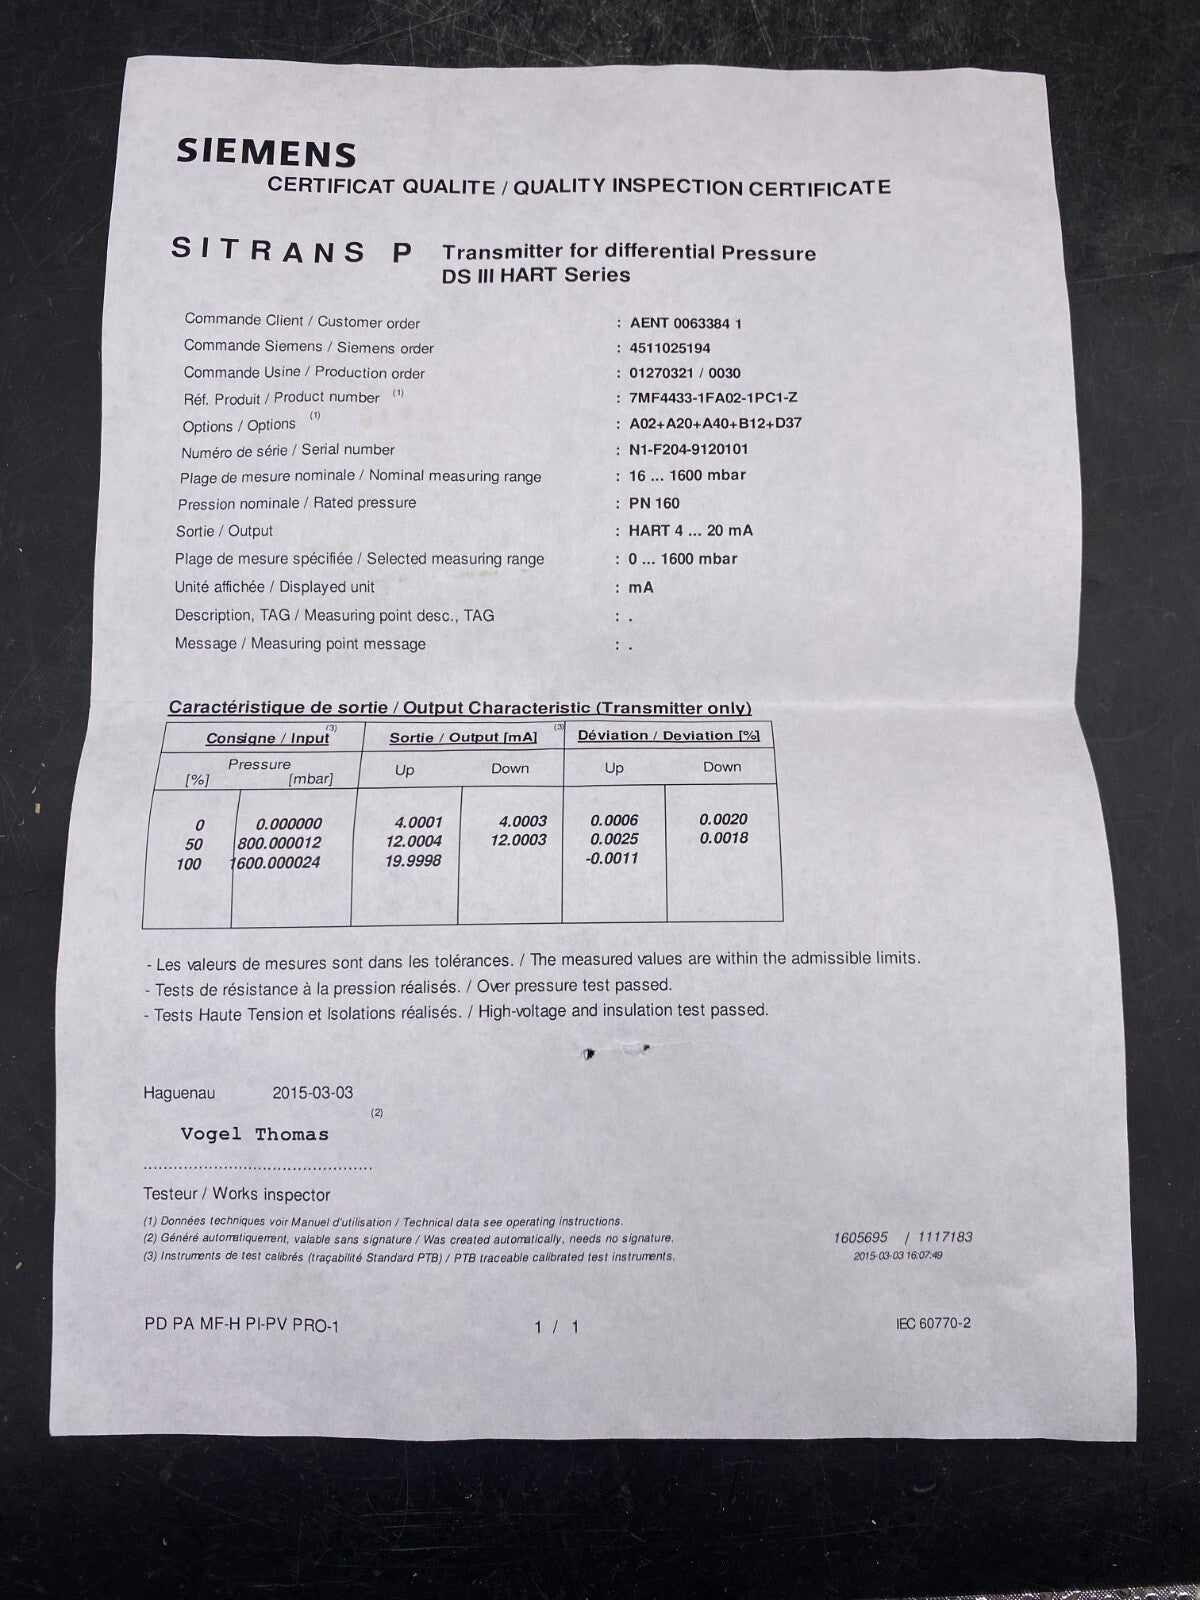 SIEMENS
CERTIFICAT QUALITE / QUALITY INSPECTION CERTIFICATE
SITRANS P Transmitter for differential Pressure
DS III HART Series
Commande Client / Customer order : AENT 0063384 1
Commande Siemens / Siemens order : 4511025194
Commande Usine / Production order : 01270321 / 0030
Réf. Produit / Product number (1) : 7MF4433-1FA02-1PC1-Z
Options / Options (1) : A02+A20+A40+B12+D37
Numéro de série / Serial number : N1-F204-9120101
Plage de mesure nominale / Nominal measuring range : 16 ... 1600 mbar
Pression nominale / Rated pressure : PN 160
Sortie / Output : HART 4 ... 20 mA
Plage de mesure spécifiée / Selected measuring range : 0 ... 1600 mbar
Unité affichée / Displayed unit : mA
Description, TAG / Measuring point desc., TAG : .
Message / Measuring point message : .
Caractéristique de sortie / Output Characteristic (Transmitter only)
Consigne / Input (3) Sortie / Output [mA] (3) Déviation / Deviation [%]
Pressure
[%] [mbar] Up Down Up Down
0 0.000000 4.0001 4.0003 0.0006 0.0020
50 800.000012 12.0004 12.0003 0.0025 0.0018
100 1600.000024 19.9998 -0.0011
- Les valeurs de mesures sont dans les tolérances. / The measured values are within the admissible limits.
- Tests de résistance à la pression réalisés. / Over pressure test passed.
- Tests Haute Tension et Isolations réalisés. / High-voltage and insulation test passed.
Haguenau 2015-03-03
(2)
Vogel Thomas
Testeur / Works inspector
(1) Données techniques voir Manuel d'utilisation / Technical data see operating instructions.
(2) Généré automatiquement, valable sans signature / Was created automatically, needs no signature.
(3) Instruments de test calibrés (traçabilité Standard PTB) / PTB traceable calibrated test instruments.
1605695 / 1117183
2015-03-03 16:07:49
PD PA MF-H PI-PV PRO-1 1 / 1 IEC 60770-2